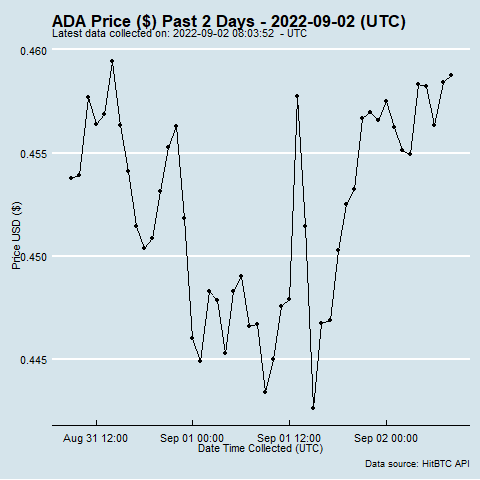 ADA Price ($) Past 2 Days - 2022-09-02 (UTC)
Latest data collected on: 2022-09-02 08:03:52  - UTC
0.460
0.455
0.450
0.445
Price USD ($)
Aug 31 12:00
Sep 01 00:00
Sep 01 12:00
Sep 02 00:00
Date Time Collected (UTC)
Data source: HitBTC API